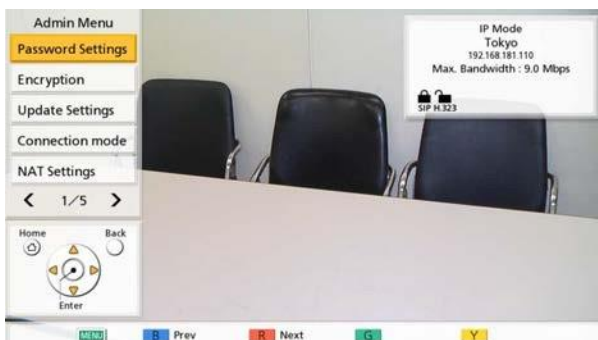 Admin Menu
Password Settings
Encryption
Update Settings
Connection mode
NAT Settings
1/5
Home
Back
Enter
IP Mode
Tokyo
192.168.181.110
Max. Bandwidth : 9.0 Mbps
SIP H.323
MENU B Prev R Next G Y